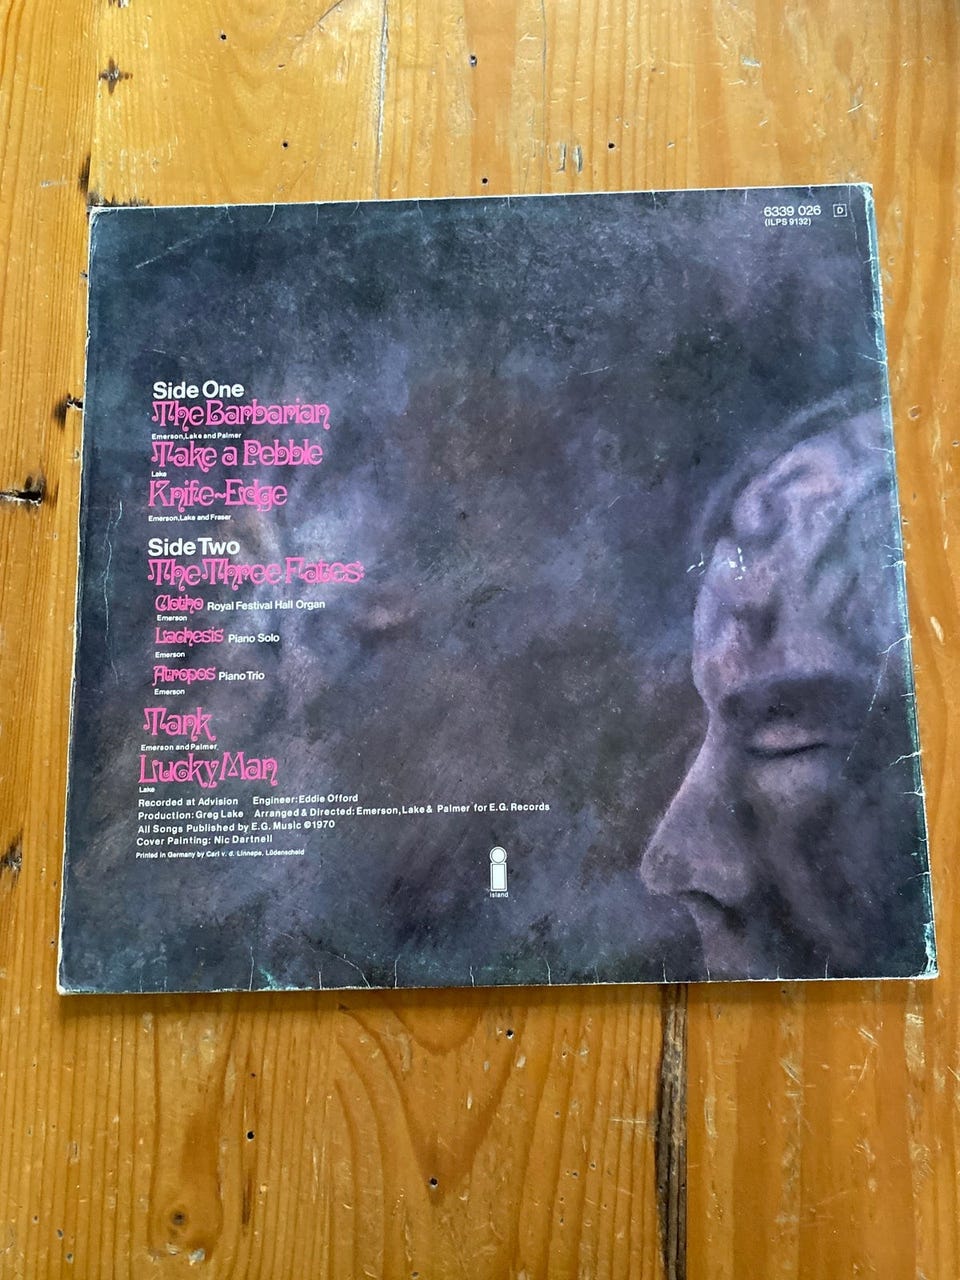 6339 026 D
(ILPS 9132)
Side One
The Barbarian
Emerson, Lake and Palmer
Take a Pebble
Lake
Knife-Edge
Emerson, Lake and Fraser
Side Two
The Three Fates:
Clotho Royal Festival Hall Organ
Emerson
Lachesis Piano Solo
Emerson
Atropos Piano Trio
Emerson
Tank
Emerson and Palmer
Lucky Man
Lake
Recorded at Advision Engineer: Eddie Offord
Production: Greg Lake Arranged & Directed: Emerson, Lake & Palmer for E.G. Records
All Songs Published by E.G. Music ©1970
Cover Painting: Nic Dartnell
Printed in Germany by Carl v. d. Linnepe, Lüdenscheid
island